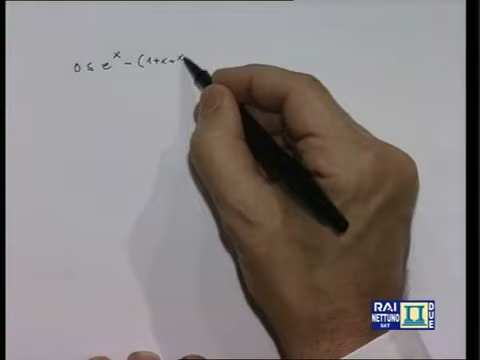 0 ≤ e^x - (1+x+x
RAI
NETTUNO
SAT
DUE